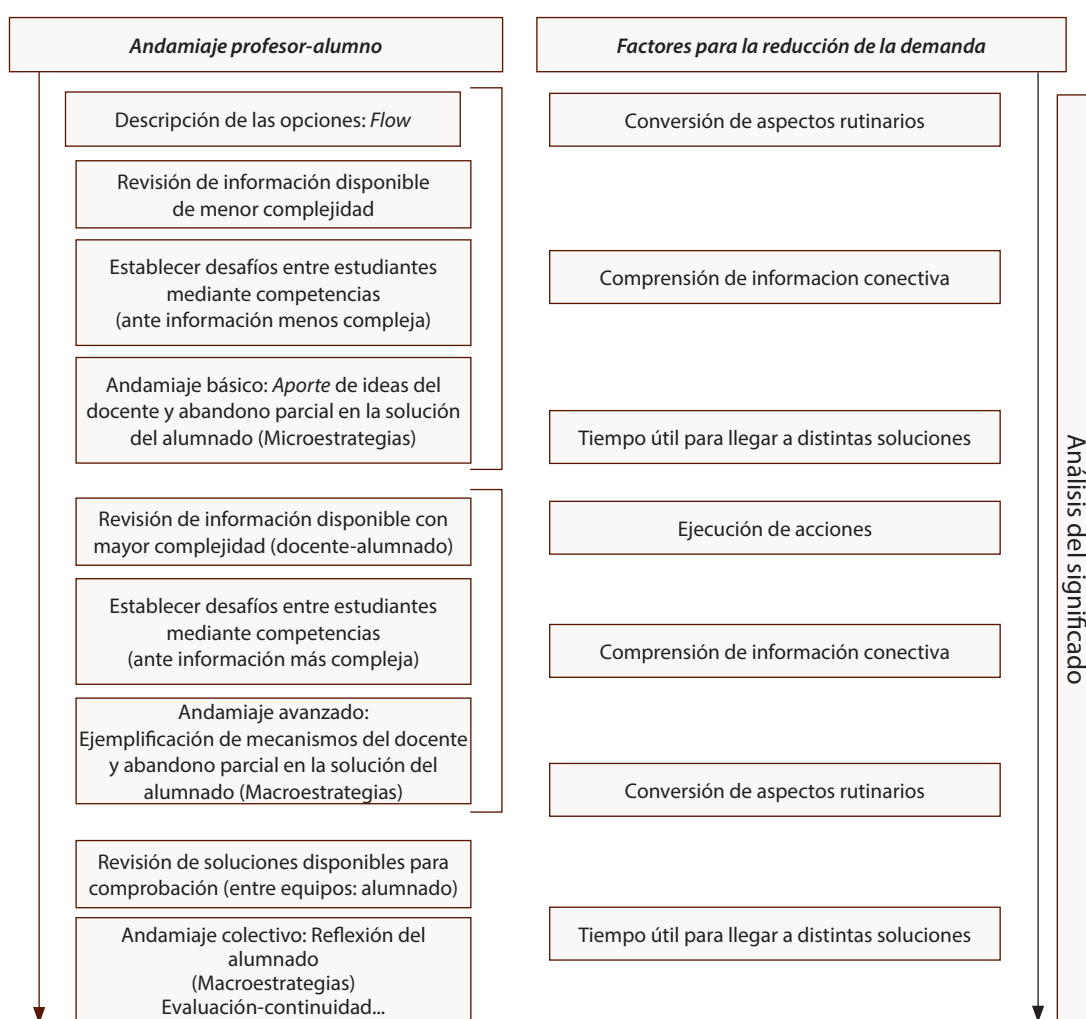 Andamiaje profesor-alumno
Descripción de las opciones: Flow
Revisión de información disponible
de menor complejidad
Establecer desafíos entre estudiantes
mediante competencias
(ante información menos compleja)
Andamiaje básico: Aporte de ideas del
docente y abandono parcial en la solución
del alumnado (Microestrategias)
Revisión de información disponible con
mayor complejidad (docente-alumnado)
Establecer desafíos entre estudiantes
mediante competencias
(ante información más compleja)
Andamiaje avanzado:
Ejemplificación de mecanismos del docente
y abandono parcial en la solución del
alumnado (Macroestrategias)
Revisión de soluciones disponibles para
comprobación (entre equipos: alumnado)
Andamiaje colectivo: Reflexión del
alumnado
(Macroestrategias)
Evaluación-continuidad...
Factores para la reducción de la demanda
Conversión de aspectos rutinarios
Comprensión de informacion conectiva
Tiempo útil para llegar a distintas soluciones
Ejecución de acciones
Comprensión de información conectiva
Conversión de aspectos rutinarios
Tiempo útil para llegar a distintas soluciones
Análisis del significado